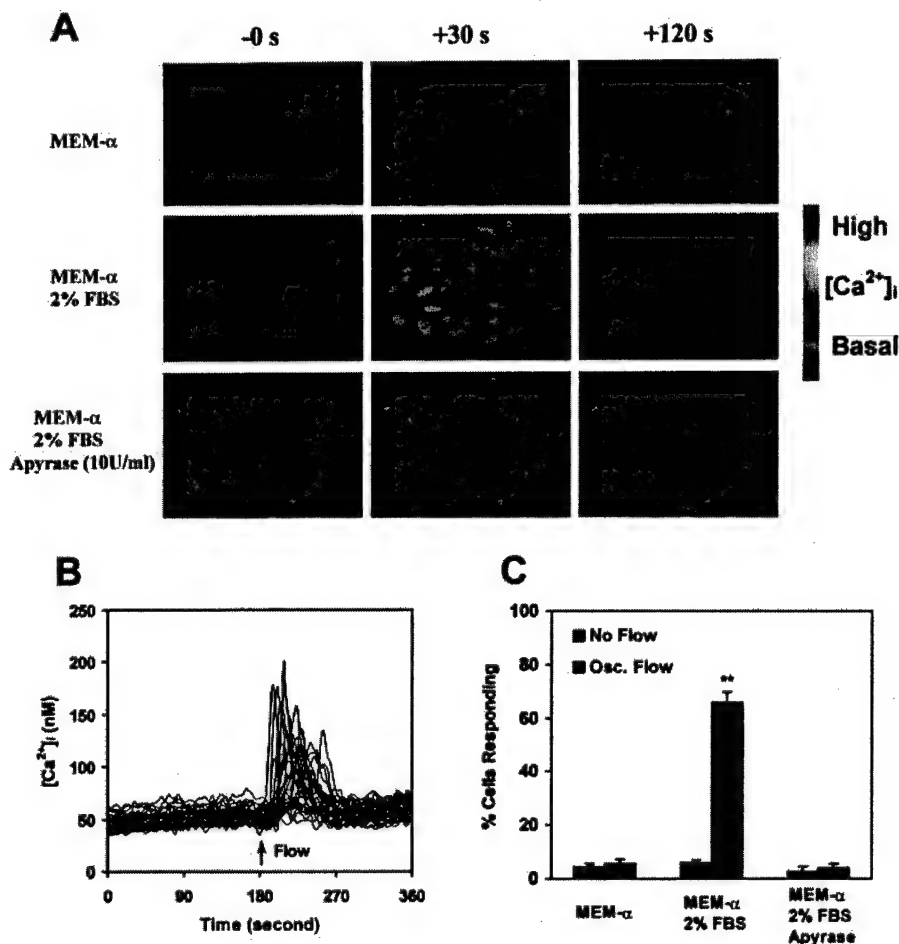 A
-0 s
+30 s
+120 s
MEM-α
MEM-α
2% FBS
MEM-α
2% FBS
Apyrase (10U/ml)
High
[Ca²⁺]ᵢ
Basal
B
250
200
150
100
50
0
[Ca²⁺]ᵢ (nM)
Flow
0
90
180
270
360
Time (second)
C
100
80
60
40
20
0
% Cells Responding
No Flow
Osc. Flow
**
MEM-α
MEM-α
2% FBS
MEM-α
2% FBS
Apyrase